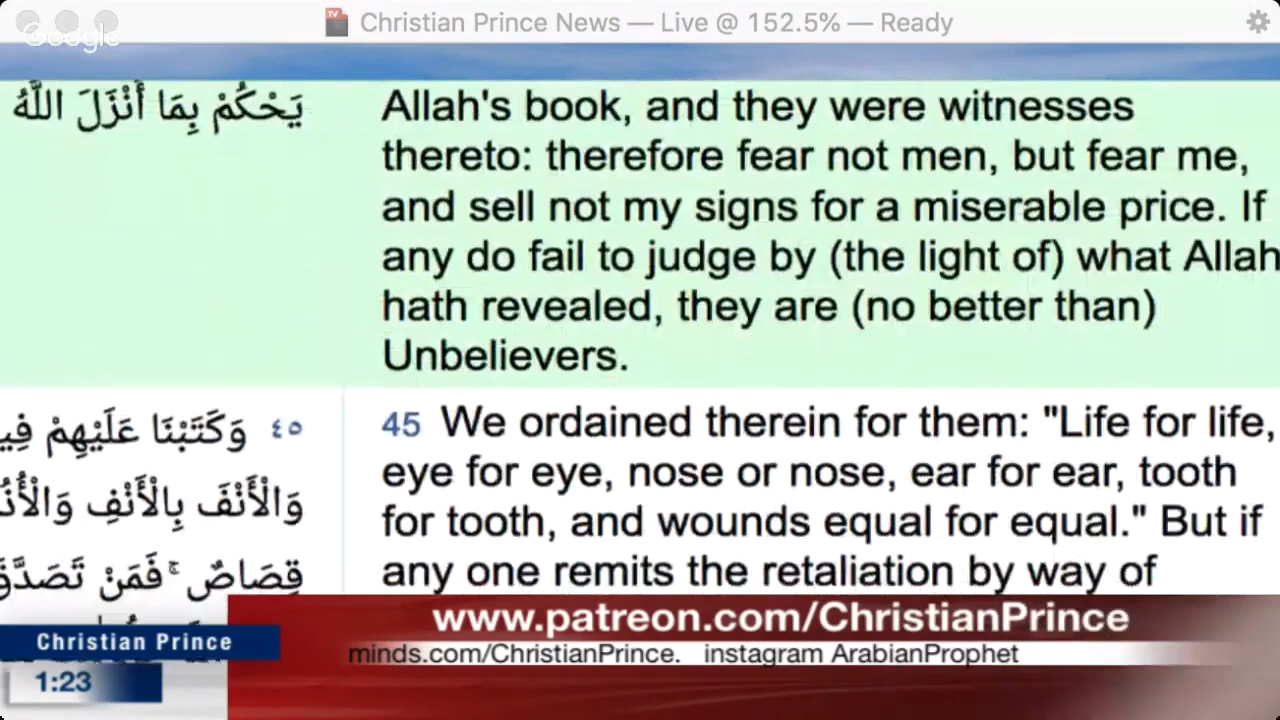 Christian Prince News — Live @ 152.5% — Ready
Google
يَحْكُمْ بِمَا أَنْزَلَ اللَّهُ
Allah's book, and they were witnesses
thereto: therefore fear not men, but fear me,
and sell not my signs for a miserable price. If
any do fail to judge by (the light of) what Allah
hath revealed, they are (no better than)
Unbelievers.
٤٥ وَكَتَبْنَا عَلَيْهِمْ
وَالْأَنْفَ بِالْأَنْفِ
قِصَاصٌ ۚ فَمَنْ
45 We ordained therein for them: "Life for life,
eye for eye, nose or nose, ear for ear, tooth
for tooth, and wounds equal for equal." But if
any one remits the retaliation by way of
www.patreon.com/ChristianPrince
Christian Prince
minds.com/ChristianPrince. instagram ArabianProphet
1:23